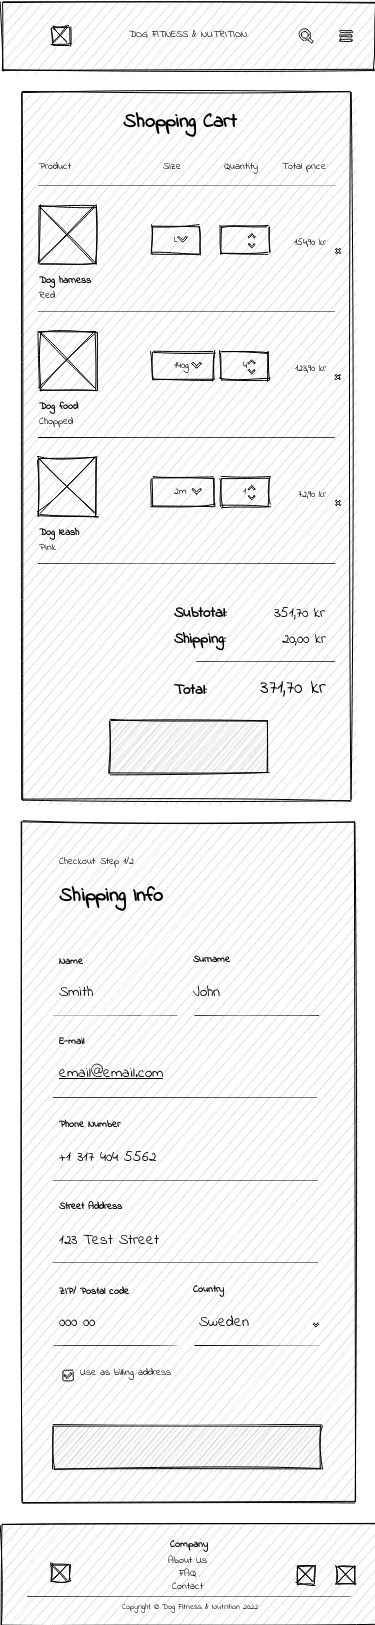 DOG FITNESS & NUTRITION
Shopping Cart
Product Size Quantity Total price
L 154,90 kr
Dog harness
Red
140g 4 123,90 kr
Dog food
Chopped
2m 1 72,90 kr
Dog leash
Pink
Subtotal: 351,70 kr
Shipping: 20,00 kr
Total: 371,70 kr
Checkout Step 1/2
Shipping Info
Name Surname
Smith John
E-mail
email@email.com
Phone Number
+1 317 404 5562
Street Address
123 Test Street
ZIP/ Postal code Country
000 00 Sweden
Use as billing address
Company
About Us
FAQ
Contact
Copyright © Dog Fitness & Nutrition 2022